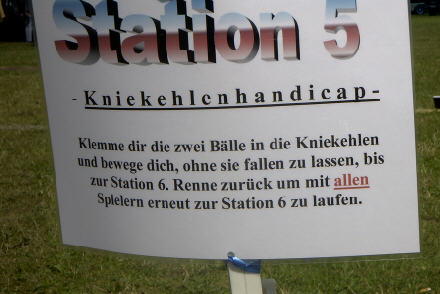 Station 5
- Kniekehlenhandicap -
Klemme dir die zwei Bälle in die Kniekehlen
und bewege dich, ohne sie fallen zu lassen, bis
zur Station 6. Renne zurück um mit allen
Spielern erneut zur Station 6 zu laufen.